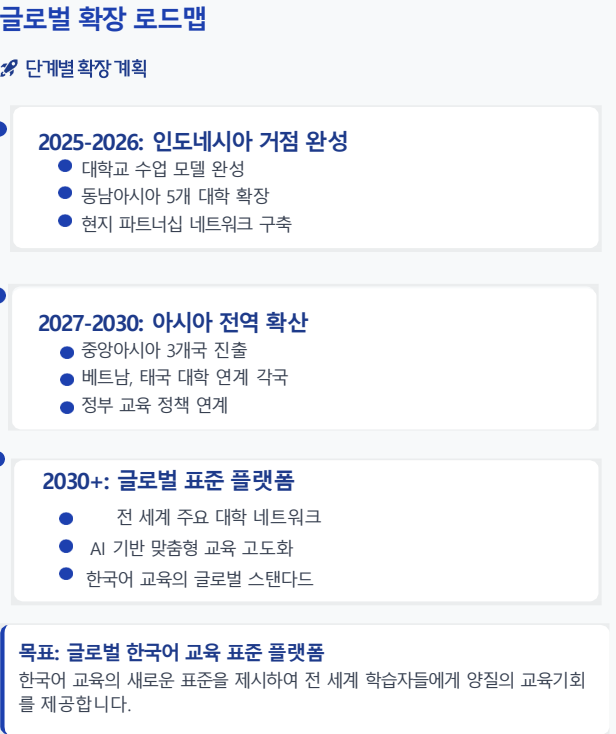 글로벌 확장 로드맵
단계별 확장 계획
2025-2026: 인도네시아 거점 완성
대학교 수업 모델 완성
동남아시아 5개 대학 확장
현지 파트너십 네트워크 구축
2027-2030: 아시아 전역 확산
중앙아시아 3개국 진출
베트남, 태국 대학 연계 각국
정부 교육 정책 연계
2030+: 글로벌 표준 플랫폼
전 세계 주요 대학 네트워크
AI 기반 맞춤형 교육 고도화
한국어 교육의 글로벌 스탠다드
목표: 글로벌 한국어 교육 표준 플랫폼
한국어 교육의 새로운 표준을 제시하여 전 세계 학습자들에게 양질의 교육기회
를 제공합니다.